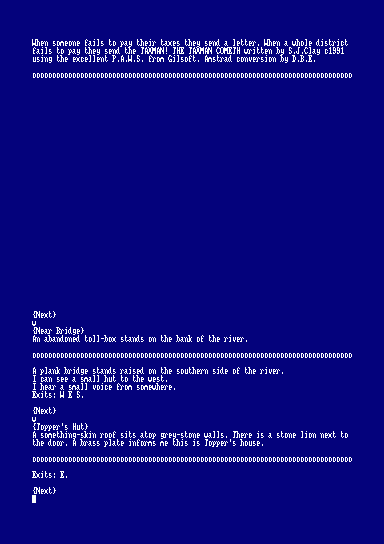 When someone fails to pay their taxes they send a letter. When a whole district
fails to pay they send the TAXMAN! THE TAXMAN COMETH written by S.J.Clay c1991
using the excellent P.A.W.S. from Gilsoft. Amstrad conversion by D.B.E.
DDDDDDDDDDDDDDDDDDDDDDDDDDDDDDDDDDDDDDDDDDDDDDDDDDDDDDDDDDDDDDDDDDDDDDDDDDDDDDDD
{Next}
w
{Near Bridge}
An abandoned toll-box stands on the bank of the river.
DDDDDDDDDDDDDDDDDDDDDDDDDDDDDDDDDDDDDDDDDDDDDDDDDDDDDDDDDDDDDDDDDDDDDDDDDDDDDDDD
A plank bridge stands raised on the southern side of the river.
I can see a small hut to the west.
I hear a small voice from somewhere.
Exits: W E S.
{Next}
w
{Topper's Hut}
A something-skin roof sits atop grey-stone walls. There is a stone lion next to
the door. A brass plate informs me this is Topper's house.
DDDDDDDDDDDDDDDDDDDDDDDDDDDDDDDDDDDDDDDDDDDDDDDDDDDDDDDDDDDDDDDDDDDDDDDDDDDDDDDD
Exits: E.
{Next}